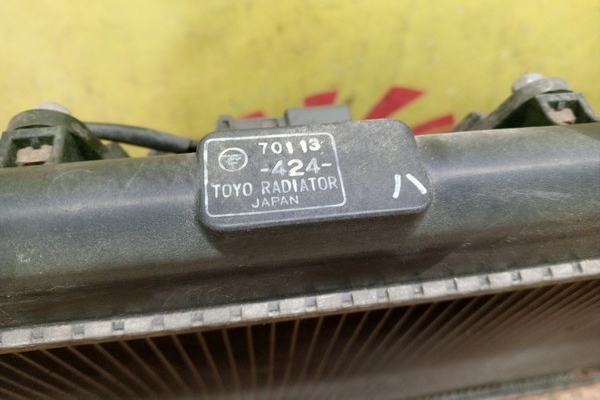 70113
-424-
TOYO RADIATOR
JAPAN
ハ